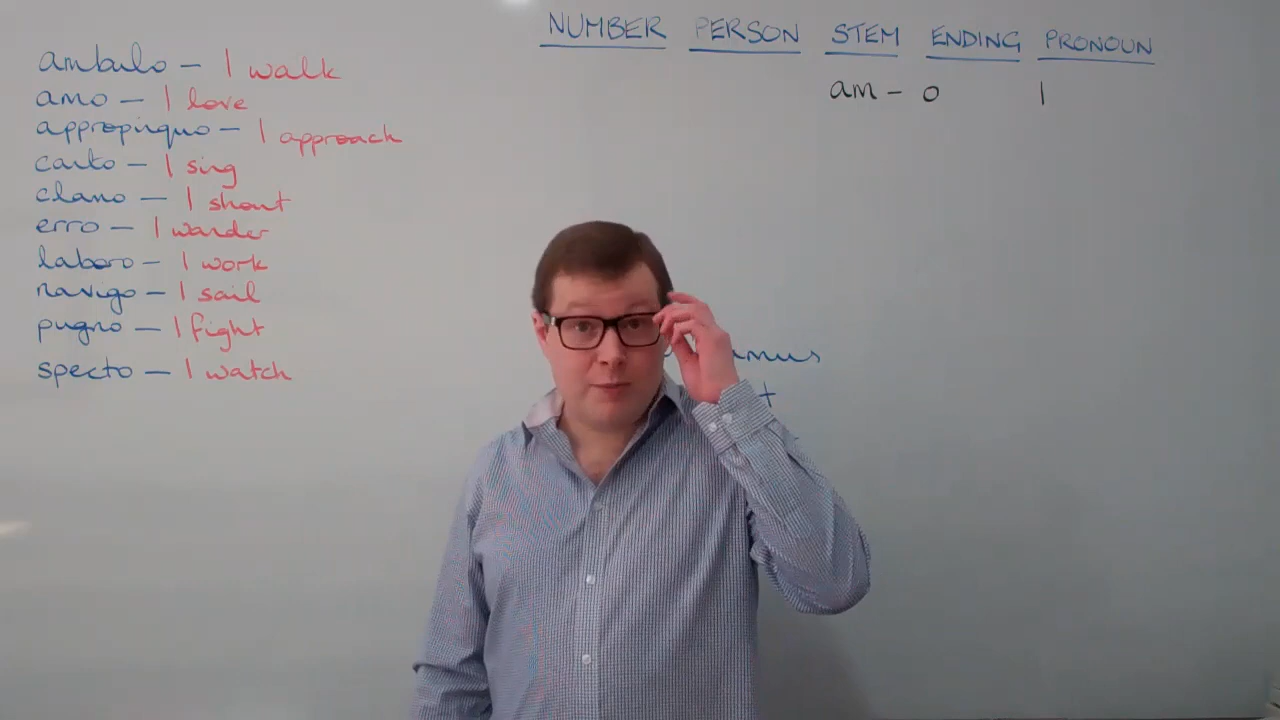 NUMBER PERSON STEM ENDING PRONOUN
am - o I
ambulo - I walk
amo - I love
appropinquo - I approach
canto - I sing
clamo - I shout
erro - I wander
laboro - I work
navigo - I sail
pugno - I fight
specto - I watch